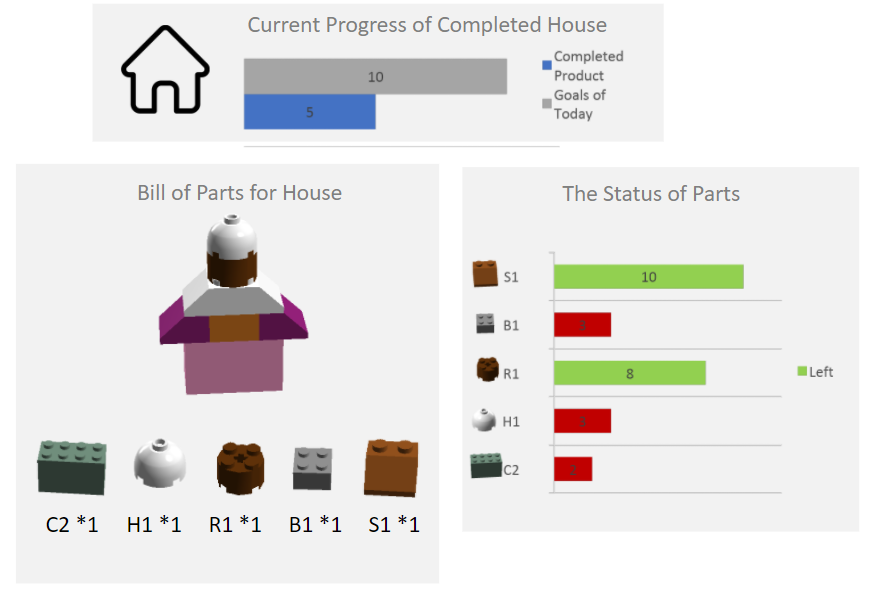 Current Progress of Completed House
10
5
Completed
Product
Goals of
Today
Bill of Parts for House
C2 *1
H1 *1
R1 *1
B1 *1
S1 *1
The Status of Parts
S1
10
B1
3
R1
8
Left
H1
3
C2
2